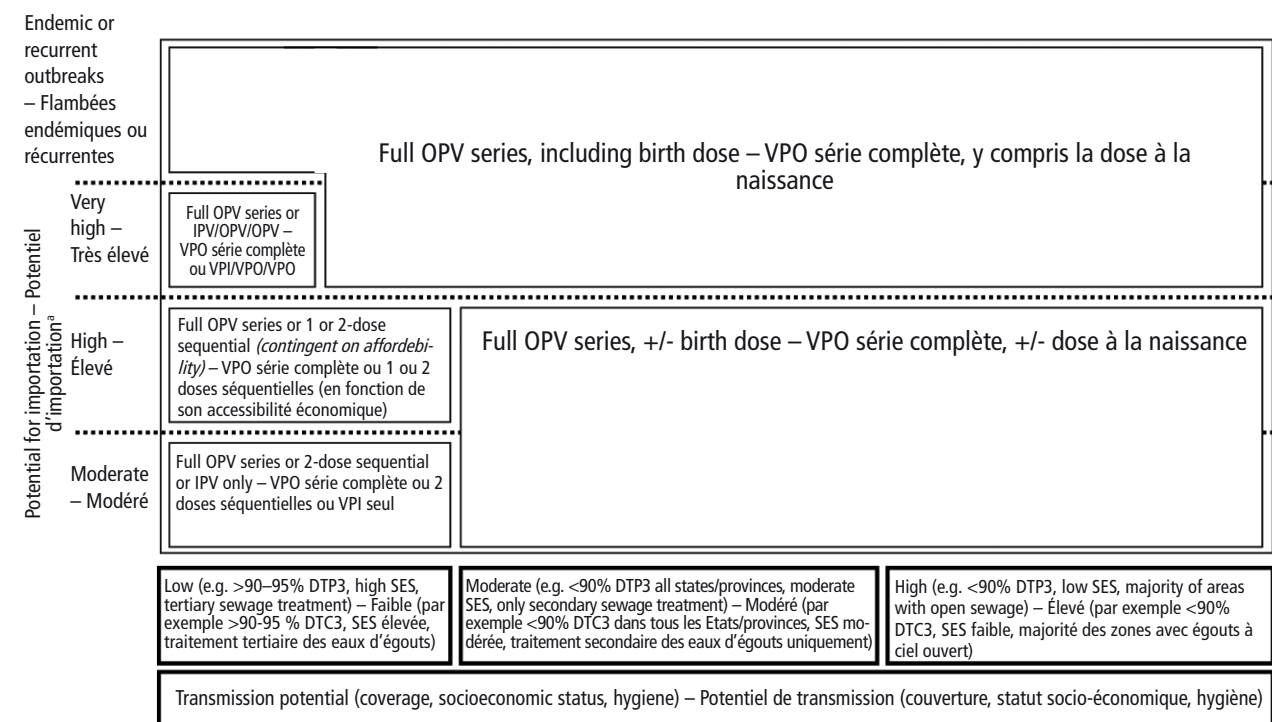 Endemic or
recurrent
outbreaks
– Flambées
endémiques ou
récurrentes
Full OPV series, including birth dose – VPO série complète, y compris la dose à la
naissance
Potential for importation – Potentiel
d'importationᵃ
Very
high –
Très élevé
Full OPV series or
IPV/OPV/OPV –
VPO série complète
ou VPI/VPO/VPO
High –
Élevé
Full OPV series or 1 or 2-dose
sequential (contingent on affordebi-
lity) – VPO série complète ou 1 ou 2
doses séquentielles (en fonction de
son accessibilité économique)
Full OPV series, +/- birth dose – VPO série complète, +/- dose à la naissance
Moderate
– Modéré
Full OPV series or 2-dose sequential
or IPV only – VPO série complète ou 2
doses séquentielles ou VPI seul
Low (e.g. >90–95% DTP3, high SES,
tertiary sewage treatment) – Faible (par
exemple >90-95 % DTC3, SES élevée,
traitement tertiaire des eaux d'égouts)
Moderate (e.g. <90% DTP3 all states/provinces, moderate
SES, only secondary sewage treatment) – Modéré (par
exemple <90% DTC3 dans tous les Etats/provinces, SES mo-
dérée, traitement secondaire des eaux d'égouts uniquement)
High (e.g. <90% DTP3, low SES, majority of areas
with open sewage) – Élevé (par exemple <90%
DTC3, SES faible, majorité des zones avec égouts à
ciel ouvert)
Transmission potential (coverage, socioeconomic status, hygiene) – Potentiel de transmission (couverture, statut socio-économique, hygiène)